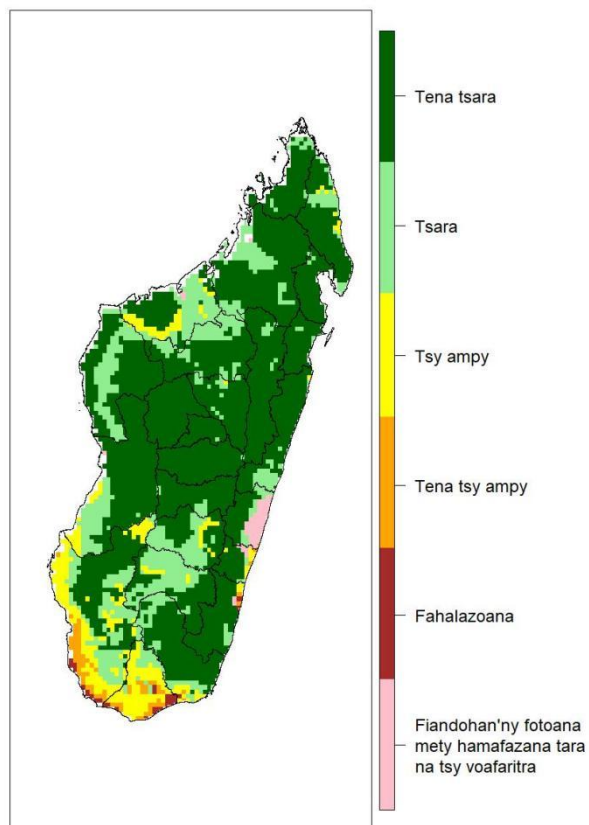 Tena tsara
Tsara
Tsy ampy
Tena tsy ampy
Fahalazoana
Fiandohan'ny fotoana
mety hamafazana tara
na tsy voafaritra